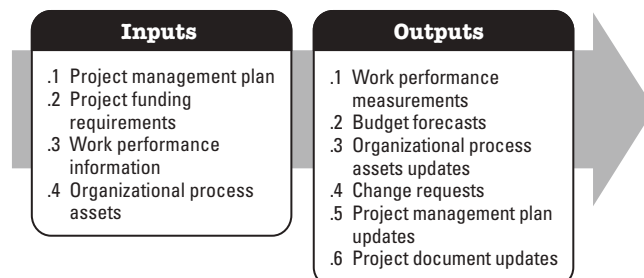 Inputs
.1 Project management plan
.2 Project funding
requirements
.3 Work performance
information
.4 Organizational process
assets
Outputs
.1 Work performance
measurements
.2 Budget forecasts
.3 Organizational process
assets updates
.4 Change requests
.5 Project management plan
updates
.6 Project document updates